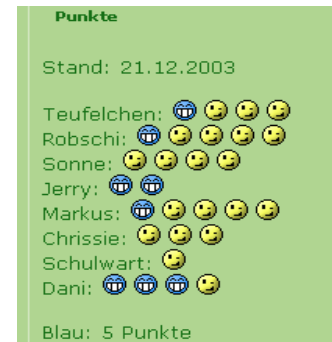 Punkte
Stand: 21.12.2003
Teufelchen:
Robschi:
Sonne:
Jerry:
Markus:
Chrissie:
Schulwart:
Dani:
Blau: 5 Punkte